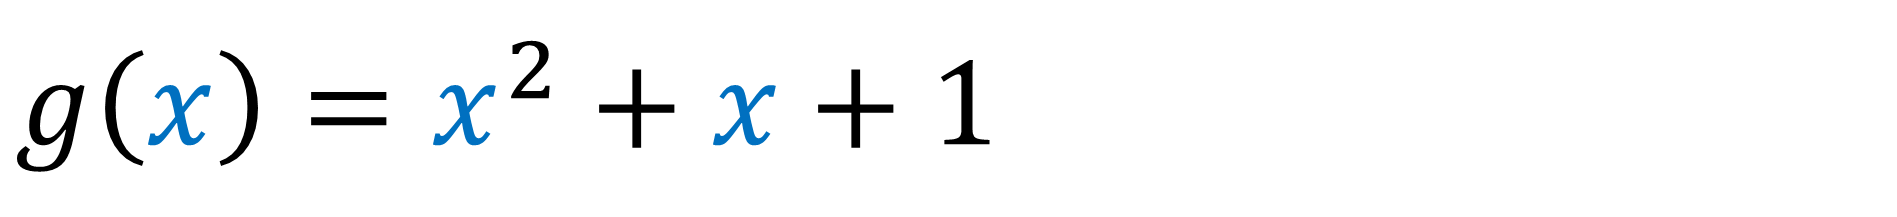 g(x) = x² + x + 1